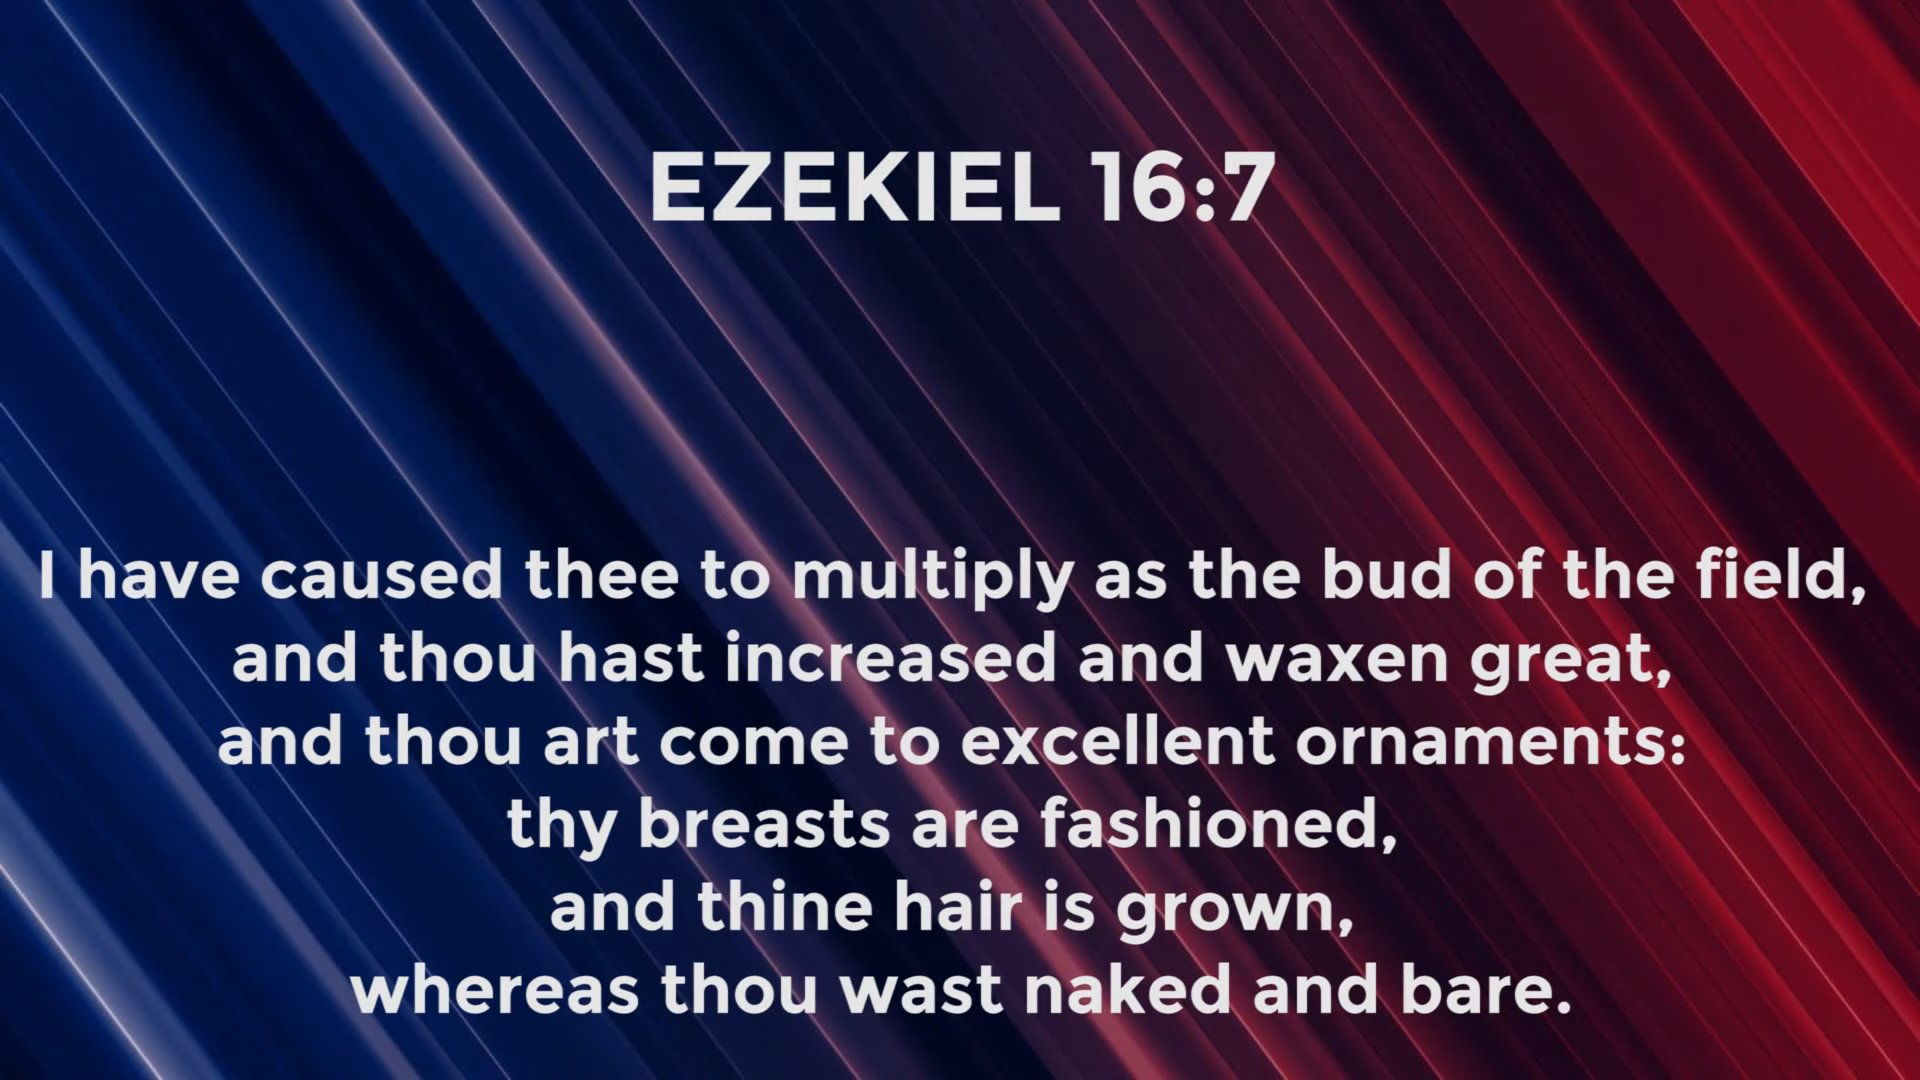 EZEKIEL 16:7
I have caused thee to multiply as the bud of the field,
and thou hast increased and waxen great,
and thou art come to excellent ornaments:
thy breasts are fashioned,
and thine hair is grown,
whereas thou wast naked and bare.